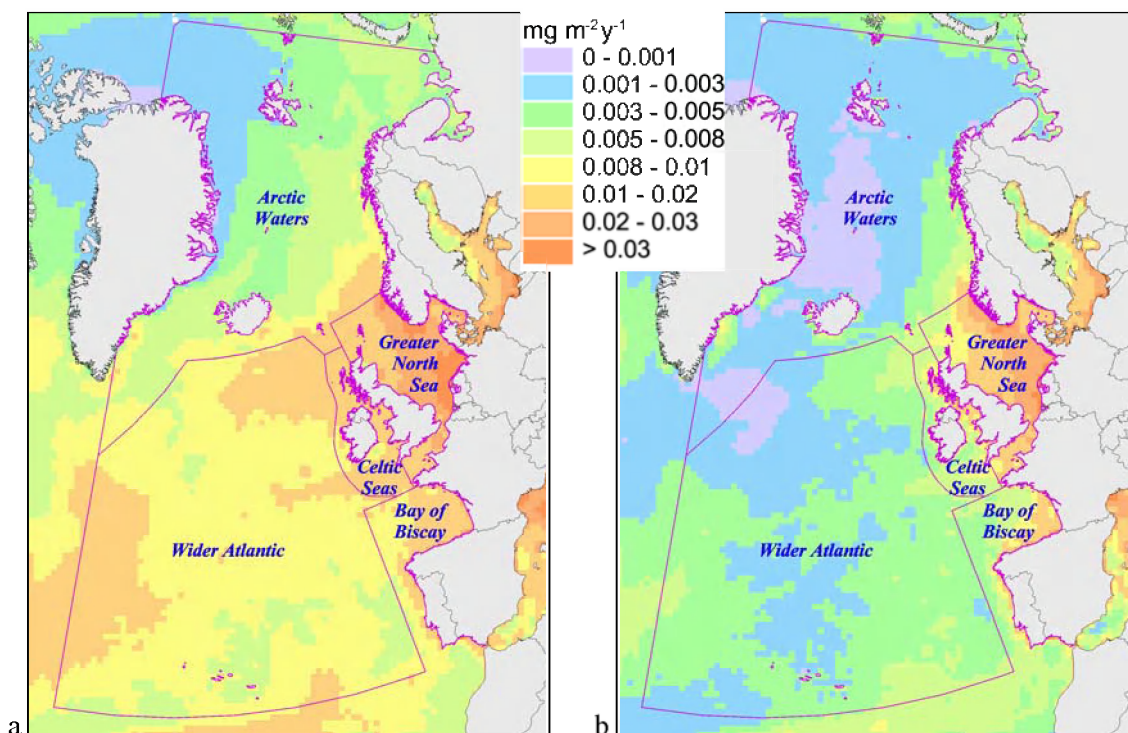 mg m⁻²y⁻¹
0 - 0.001
0.001 - 0.003
0.003 - 0.005
0.005 - 0.008
0.008 - 0.01
0.01 - 0.02
0.02 - 0.03
> 0.03
Arctic
Waters
Greater
North
Sea
Celtic
Seas
Bay of
Biscay
Wider Atlantic
a
Arctic
Waters
Greater
North
Sea
Celtic
Seas
Bay of
Biscay
Wider Atlantic
b